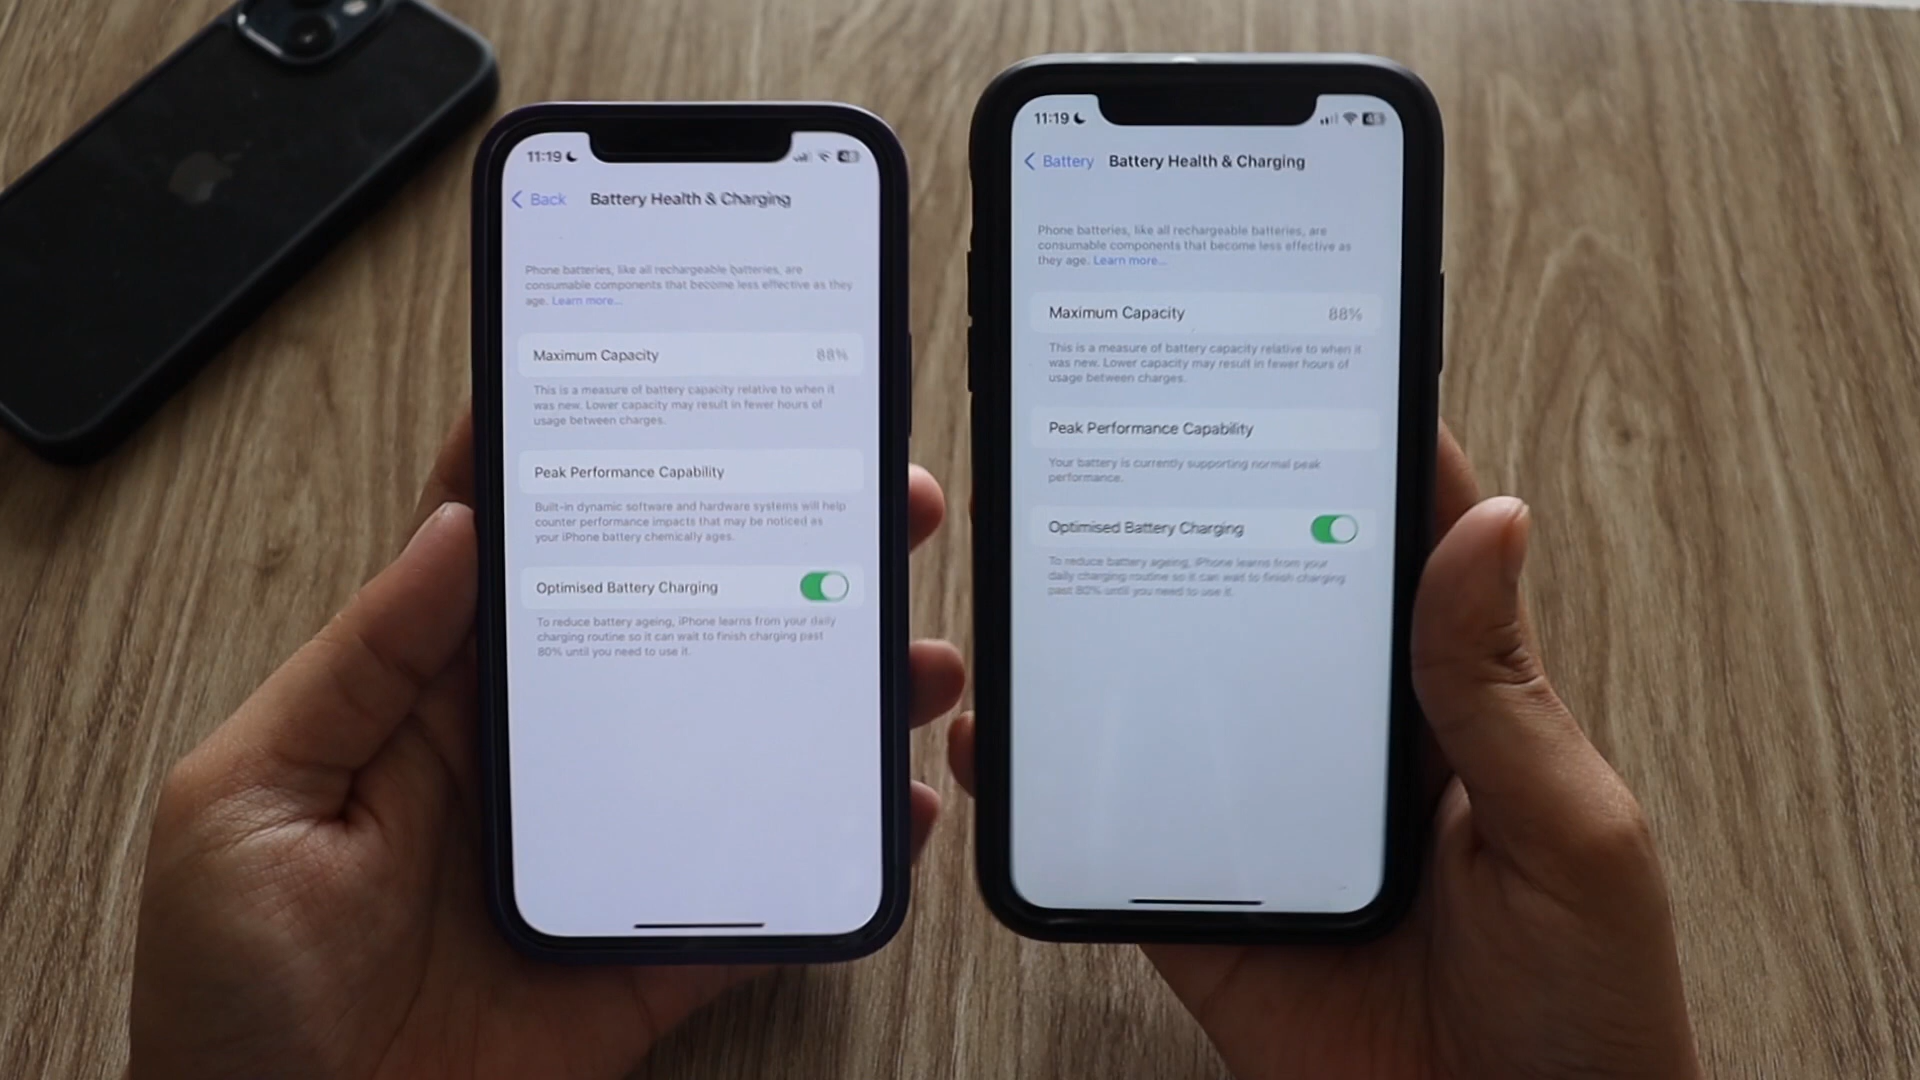 11:19
Back
Battery Health & Charging
Phone batteries, like all rechargeable batteries, are
consumable components that become less effective as they
age. Learn more...
Maximum Capacity
88%
This is a measure of battery capacity relative to when it
was new. Lower capacity may result in fewer hours of
usage between charges.
Peak Performance Capability
Built-in dynamic software and hardware systems will help
counter performance impacts that may be noticed as
your iPhone battery chemically ages.
Optimised Battery Charging
To reduce battery ageing, iPhone learns from your daily
charging routine so it can wait to finish charging past
80% until you need to use it.
11:19
Battery
Battery Health & Charging
Phone batteries, like all rechargeable batteries, are
consumable components that become less effective as
they age. Learn more...
Maximum Capacity
88%
This is a measure of battery capacity relative to when it
was new. Lower capacity may result in fewer hours of
usage between charges.
Peak Performance Capability
Your battery is currently supporting normal peak
performance.
Optimised Battery Charging
To reduce battery ageing, iPhone learns from your
daily charging routine so it can wait to finish charging
past 80% until you need to use it.